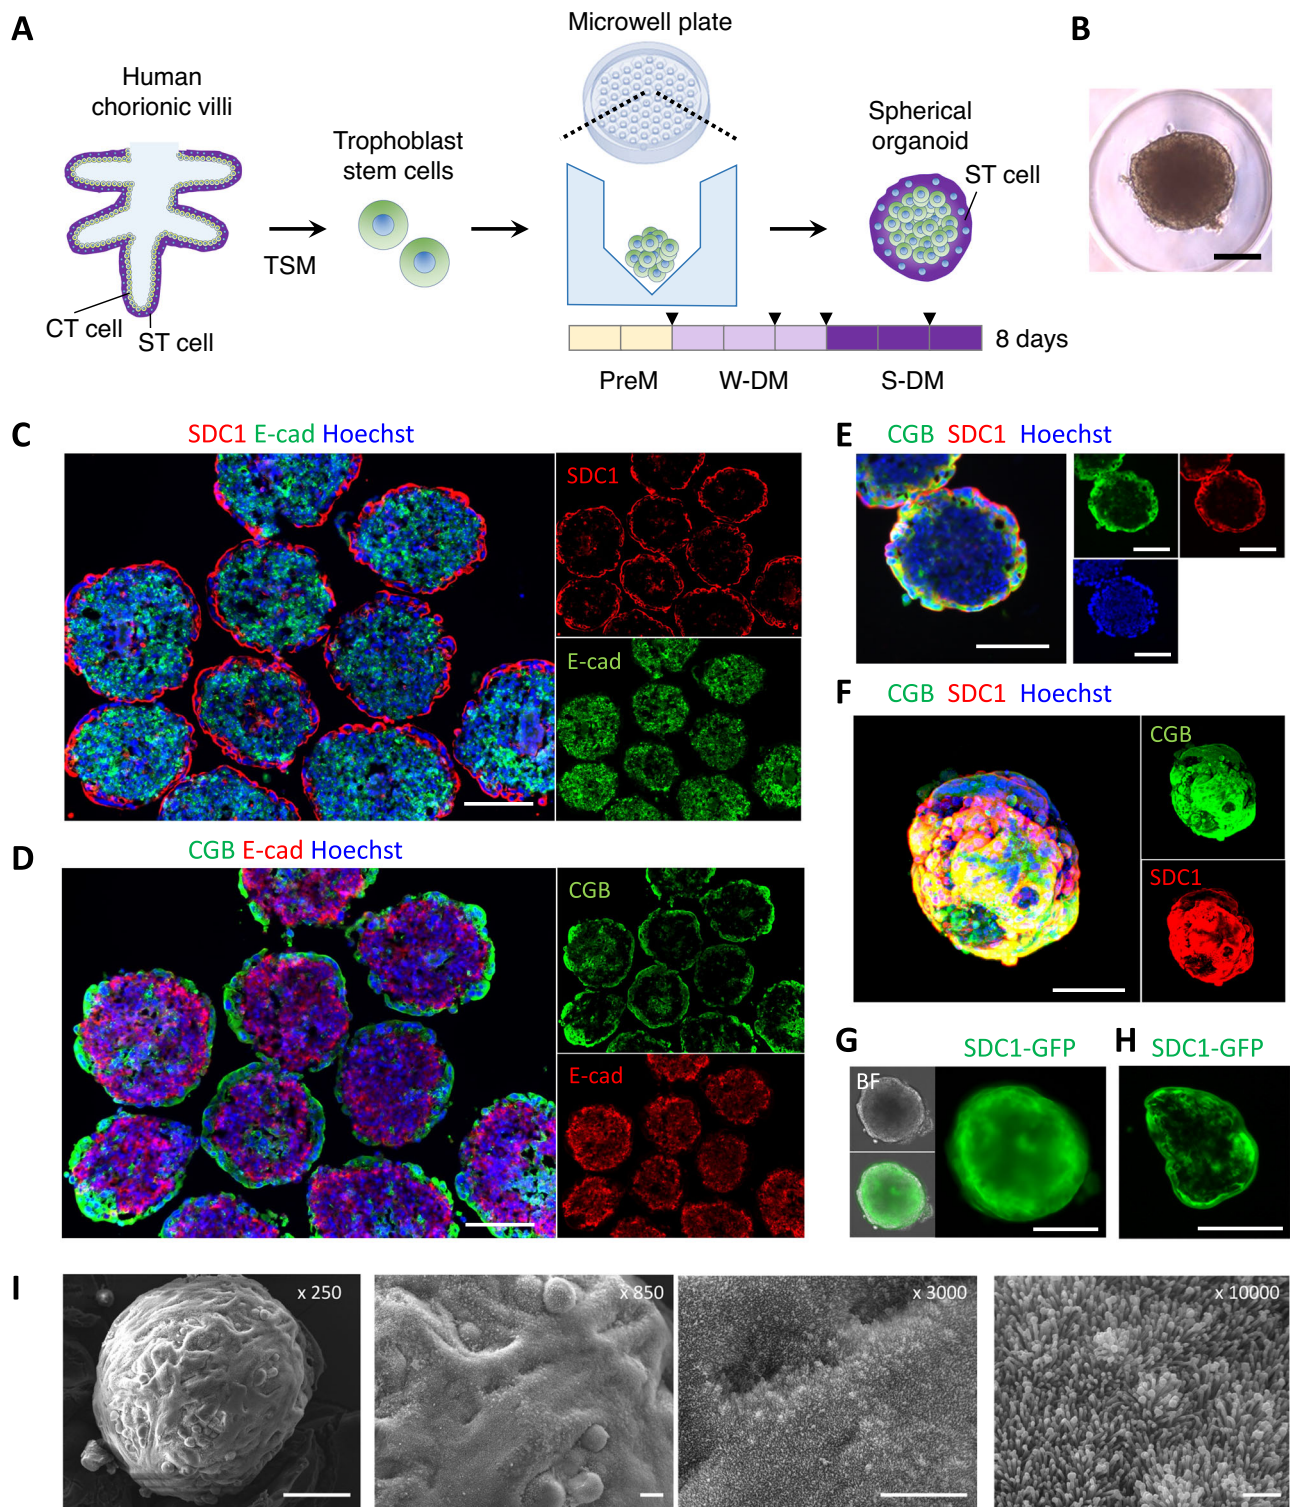 A
Human
chorionic villi
CT cell
ST cell
TSM
Trophoblast
stem cells
Microwell plate
Spherical
organoid
ST cell
PreM
W-DM
S-DM
8 days
B
C
SDC1 E-cad Hoechst
SDC1
E-cad
D
CGB E-cad Hoechst
CGB
E-cad
E
CGB SDC1 Hoechst
F
CGB SDC1 Hoechst
CGB
SDC1
G
SDC1-GFP
BF
H
SDC1-GFP
I
x 250
x 850
x 3000
x 10000